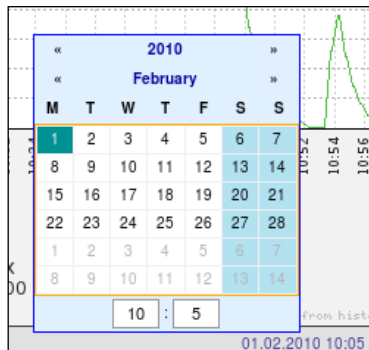 « 2010 »
« February »
M T W T F S S
1 2 3 4 5 6 7
8 9 10 11 12 13 14
15 16 17 18 19 20 21
22 23 24 25 26 27 28
1 2 3 4 5 6 7
8 9 10 11 12 13 14
10 : 5
10:52
10:54
10:56
X
00
from hist
01.02.2010 10:05